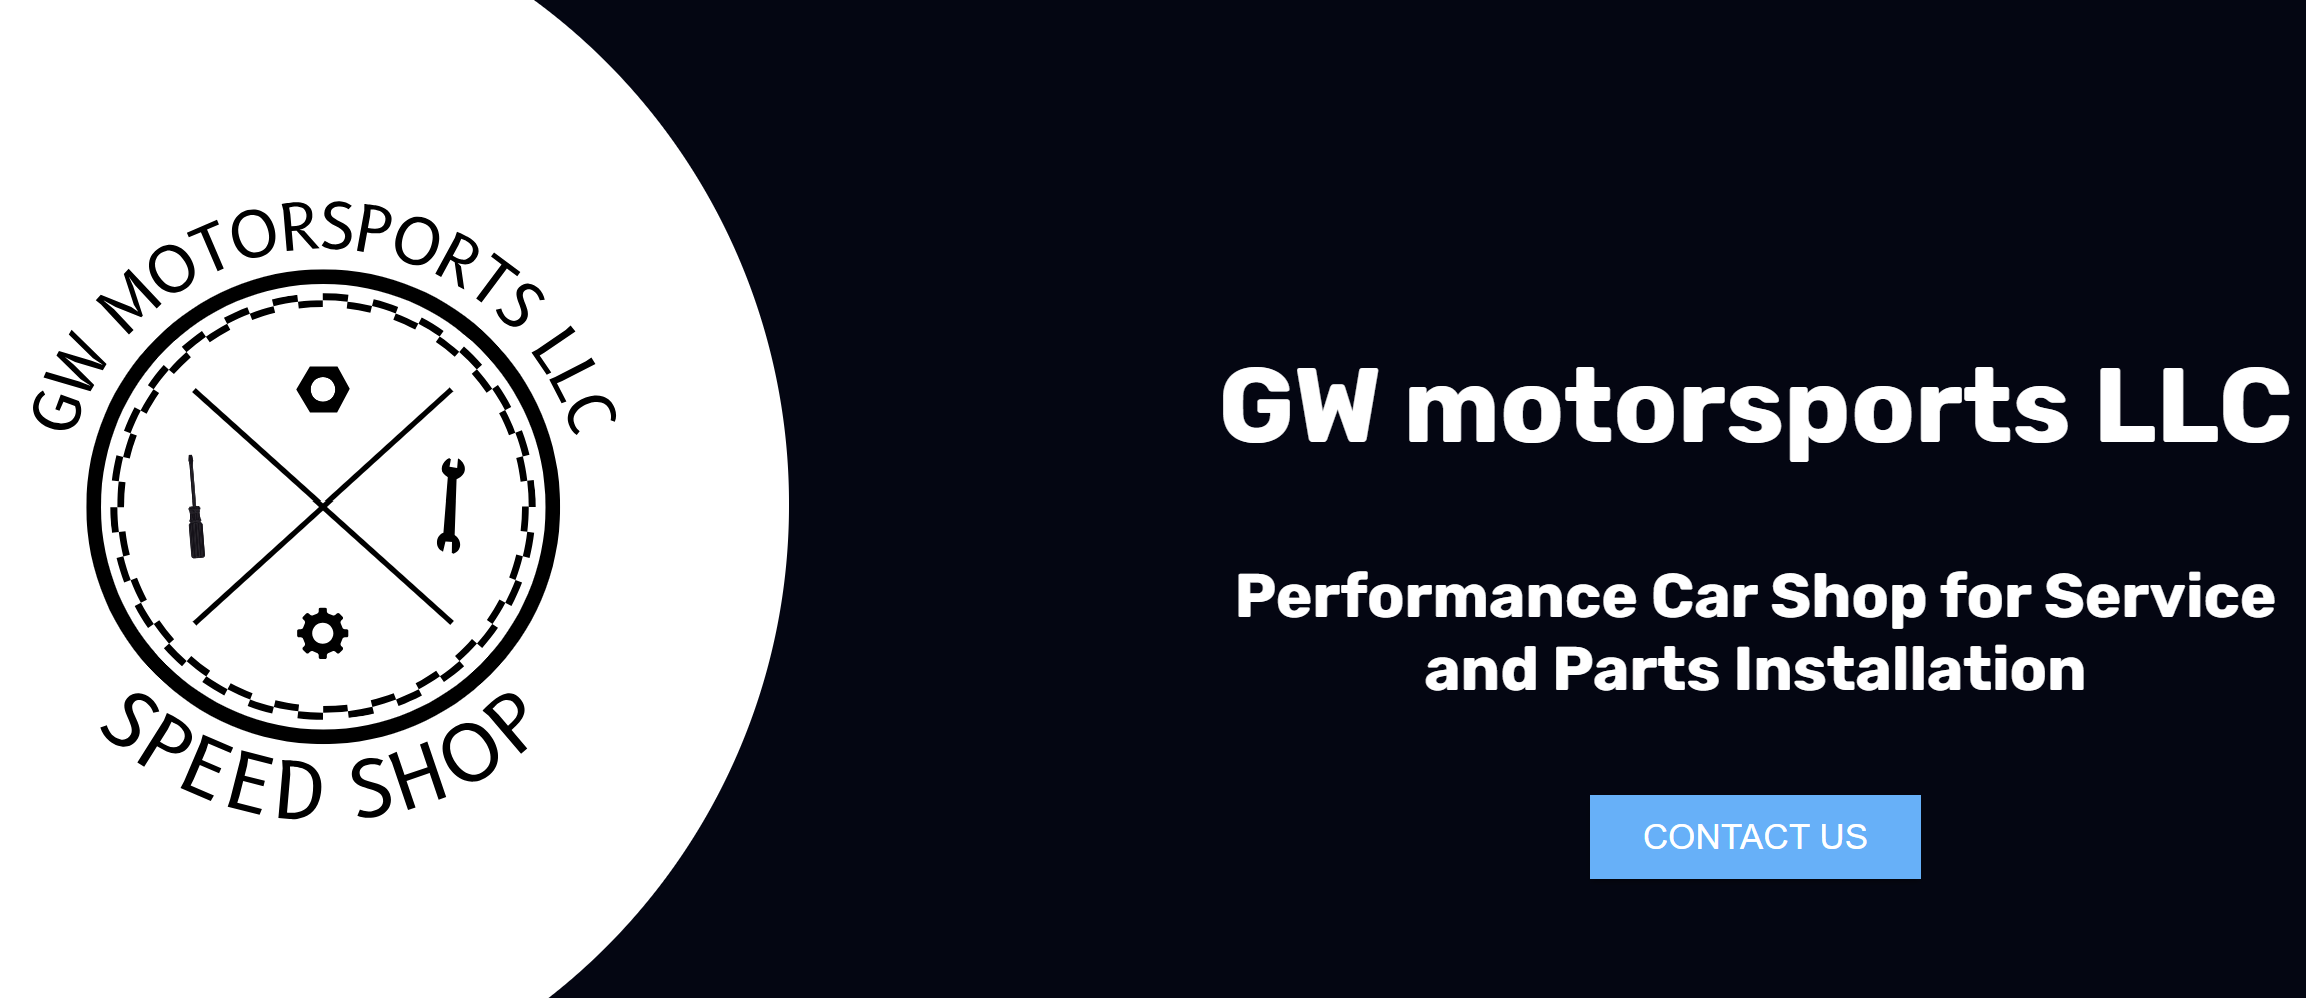 GW MOTORSPORTS LLC
SPEED SHOP
GW motorsports LLC
Performance Car Shop for Service
and Parts Installation
CONTACT US